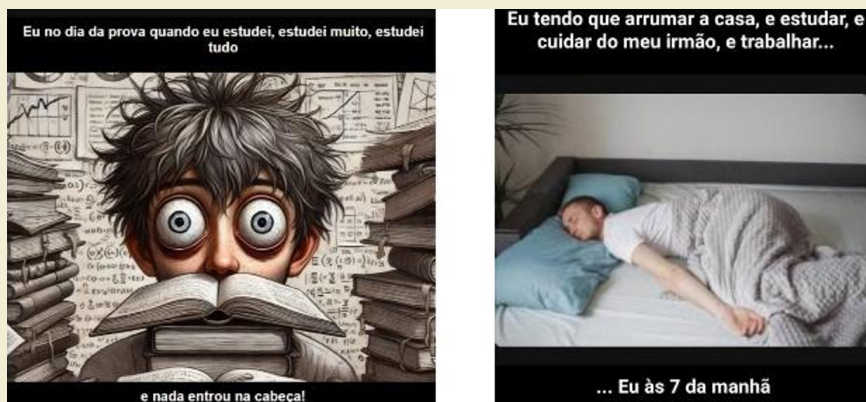 Eu no dia da prova quando eu estudei, estudei muito, estudei
tudo
e nada entrou na cabeça!
Eu tendo que arrumar a casa, e estudar, e
cuidar do meu irmão, e trabalhar...
... Eu às 7 da manhã